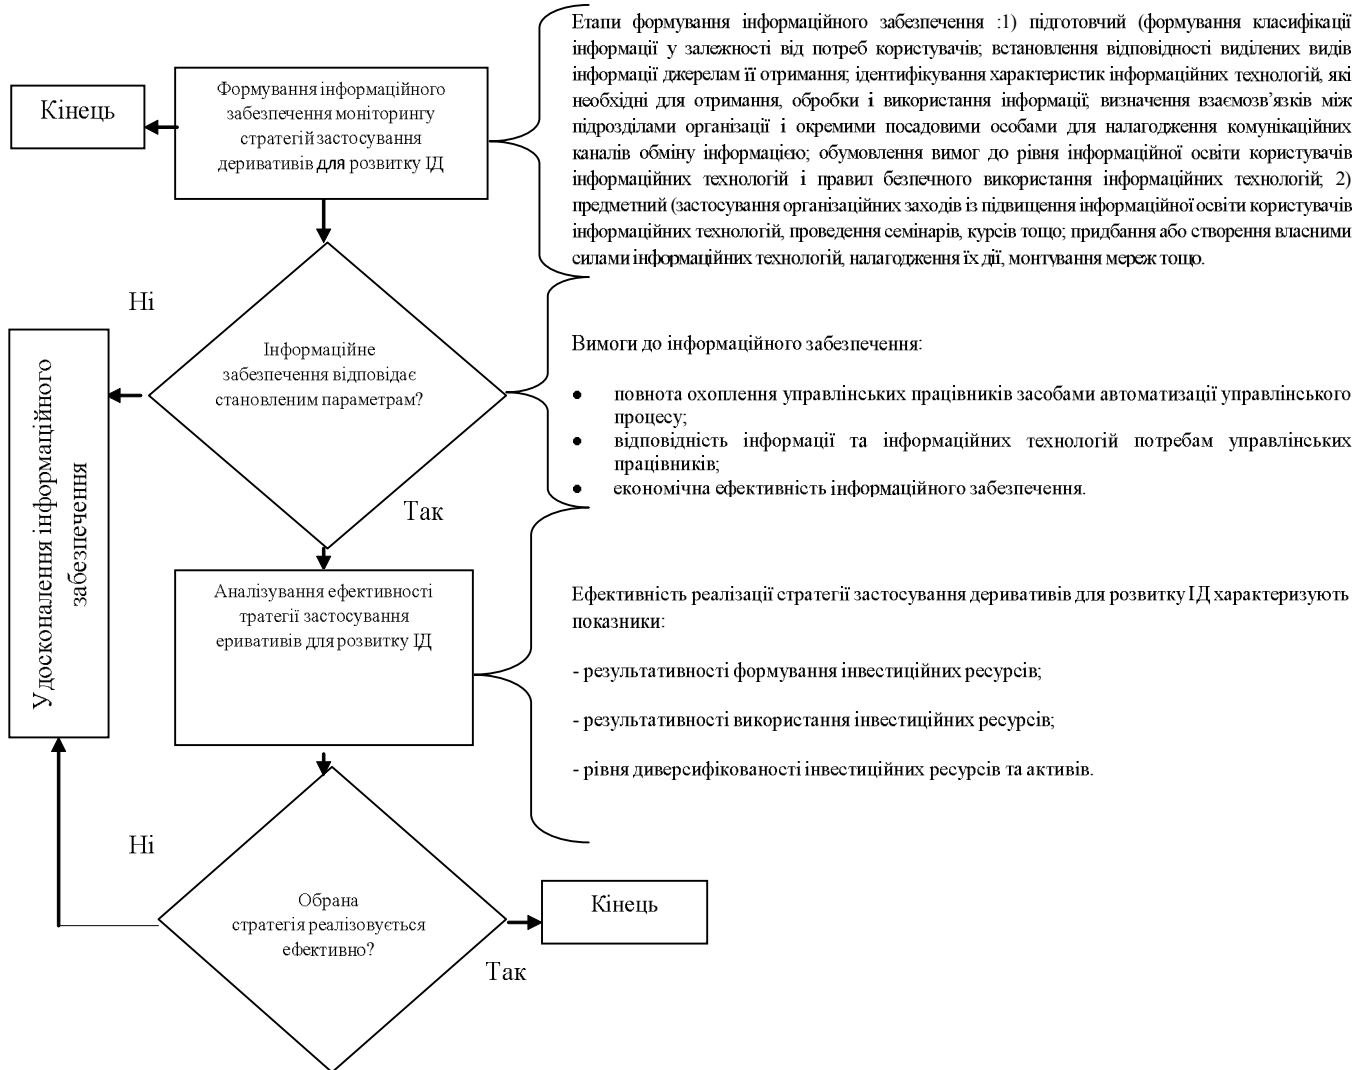 Етапи формування інформаційного забезпечення :1) підготовчий (формування класифікації
інформації у залежності від потреб користувачів; встановлення відповідності виділених видів
інформації джерелам її отримання; ідентифікування характеристик інформаційних технологій, які
необхідні для отримання, обробки і використання інформації; визначення взаємозв’язків між
підрозділами організації і окремими посадовими особами для налагодження комунікаційних
каналів обміну інформацією; обумовлення вимог до рівня інформаційної освіти користувачів
інформаційних технологій і правил безпечного використання інформаційних технологій; 2)
предметний (застосування організаційних заходів із підвищення інформаційної освіти користувачів
інформаційних технологій, проведення семінарів, курсів тощо; придбання або створення власними
силами інформаційних технологій, налагодження їх дії, монтування мереж тощо.
Кінець
Формування інформаційного
забезпечення моніторингу
стратегій застосування
деривативів для розвитку ІД
Ні
Інформаційне
забезпечення відповідає
становленим параметрам?
Так
Вимоги до інформаційного забезпечення:
● повнота охоплення управлінських працівників засобами автоматизації управлінського
процесу;
● відповідність інформації та інформаційних технологій потребам управлінських
працівників;
● економічна ефективність інформаційного забезпечення.
Удосконалення інформаційного
забезпечення
Аналізування ефективності
тратегії застосування
еривативів для розвитку ІД
Ефективність реалізації стратегії застосування деривативів для розвитку ІД характеризують
показники:
- результативності формування інвестиційних ресурсів;
- результативності використання інвестиційних ресурсів;
- рівня диверсифікованості інвестиційних ресурсів та активів.
Ні
Обрана
стратегія реалізовується
ефективно?
Так
Кінець